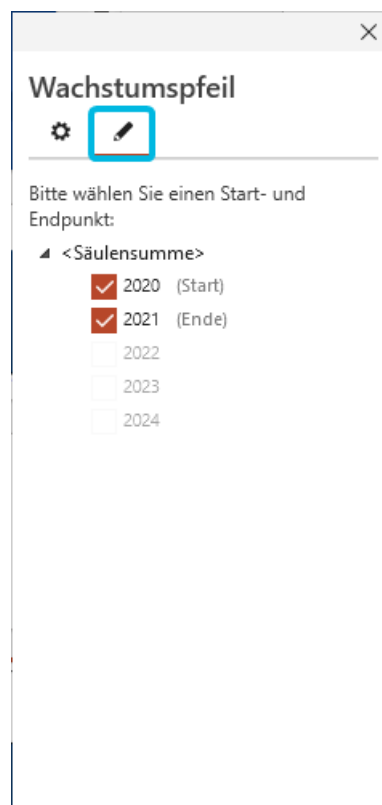 Wachstumspfeil
Bitte wählen Sie einen Start- und
Endpunkt:
<Säulensumme>
2020 (Start)
2021 (Ende)
2022
2023
2024